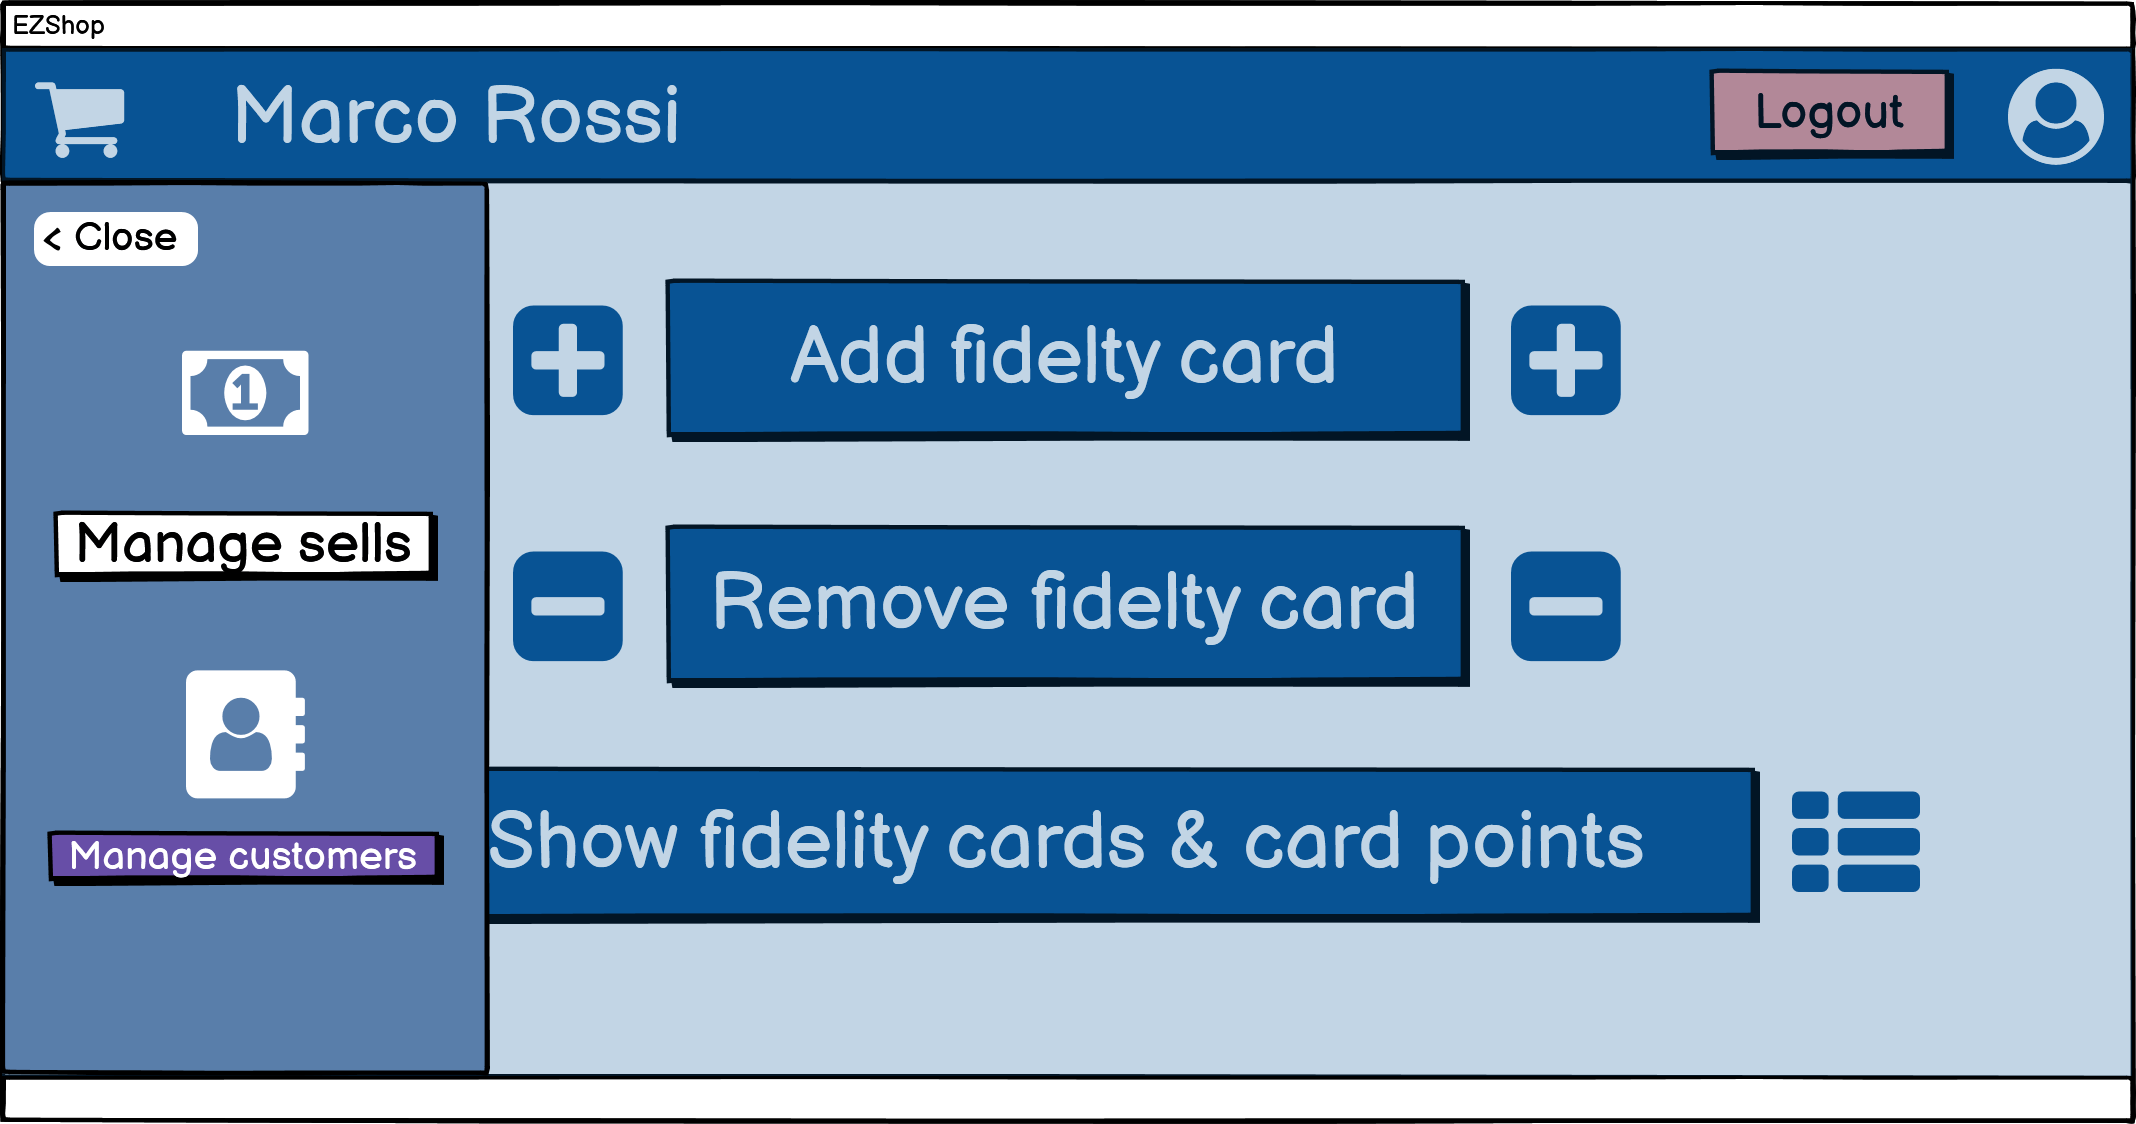 EZShop
Marco Rossi
Logout
< Close
Add fidelty card
1
Manage sells
Remove fidelty card
Show fidelity cards & card points
Manage customers